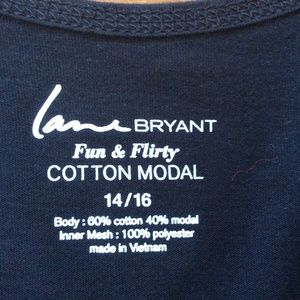 Lane BRYANT
Fun & Flirty
COTTON MODAL
14/16
Body : 60% cotton 40% modal
Inner Mesh : 100% polyester
made in Vietnam